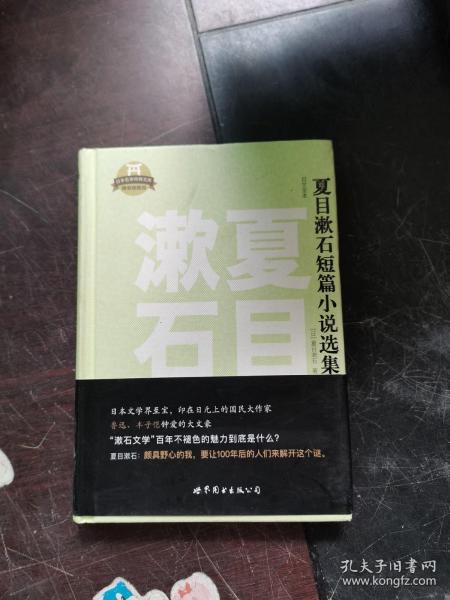 日文全本
夏目漱石短篇小说选集
[日] 夏目漱石 著
夏目
漱石
日本文学界至宝，印在日元上的国民大作家
鲁迅、丰子恺钟爱的大文豪
“漱石文学”百年不褪色的魅力到底是什么？
夏目漱石：颇具野心的我，要让100年后的人们来解开这个谜。
世界图书出版公司
孔夫子旧书网
www.kongfz.com